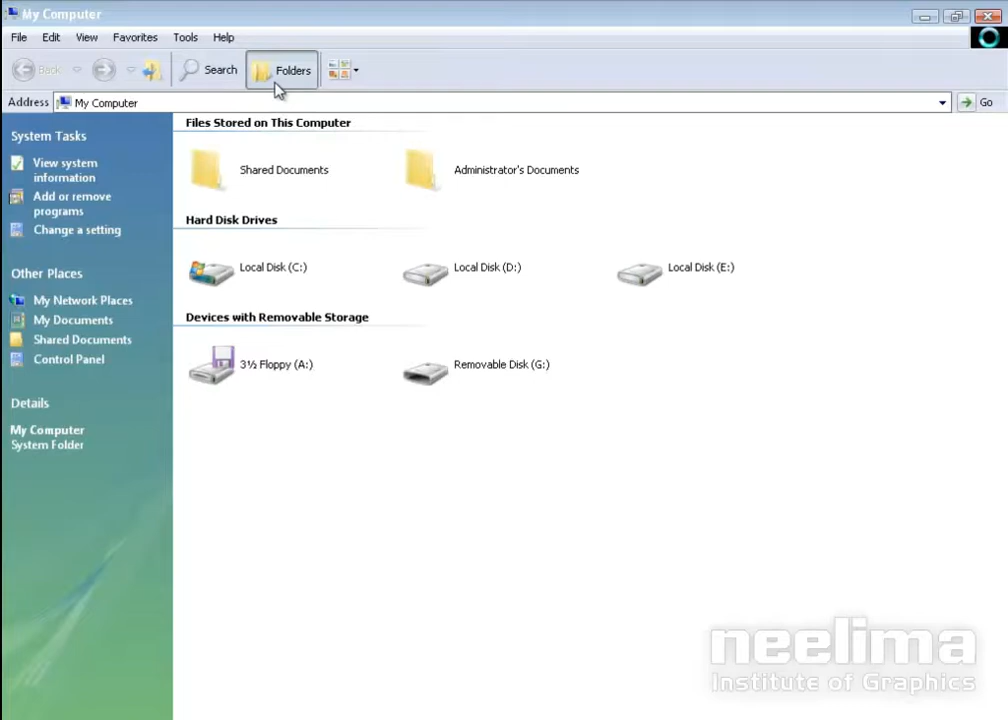 My Computer
File Edit View Favorites Tools Help
Back Search Folders
Address My Computer Go
System Tasks
View system
information
Add or remove
programs
Change a setting
Other Places
My Network Places
My Documents
Shared Documents
Control Panel
Details
My Computer
System Folder
Files Stored on This Computer
Shared Documents Administrator's Documents
Hard Disk Drives
Local Disk (C:) Local Disk (D:) Local Disk (E:)
Devices with Removable Storage
3½ Floppy (A:) Removable Disk (G:)
neelima
Institute of Graphics